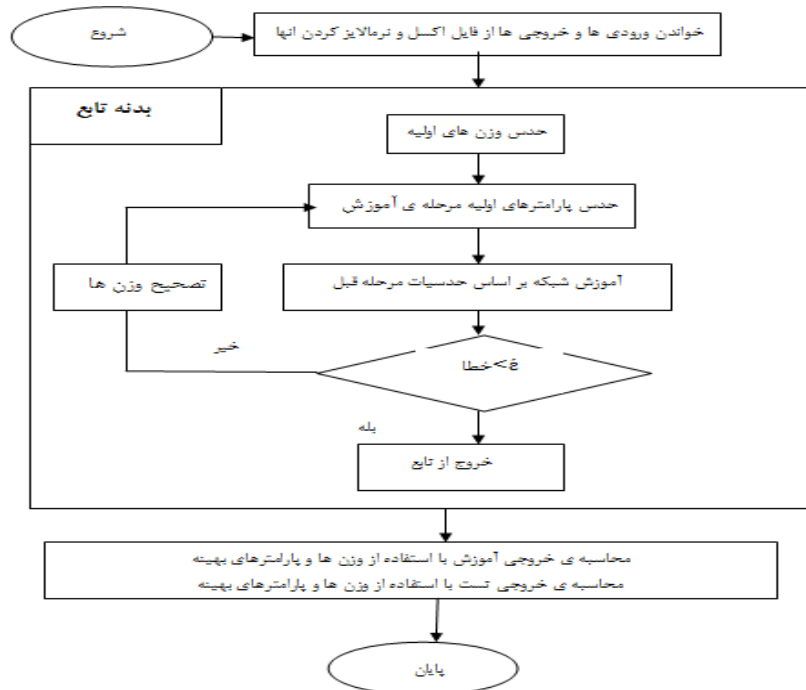 شروع
خواندن ورودی ها و خروجی ها از فایل اکسل و نرمالایز کردن انها
بدنه تابع
حدس وزن های اولیه
حدس پارامترهای اولیه مرحله ی آموزش
تصحیح وزن ها
آموزش شبکه بر اساس حدسیات مرحله قبل
خیر
خطا<
بله
خروج از تابع
محاسبه ی خروجی آموزش با استفاده از وزن ها و پارامترهای بهینه
محاسبه ی خروجی تست با استفاده از وزن ها و پارامترهای بهینه
پایان